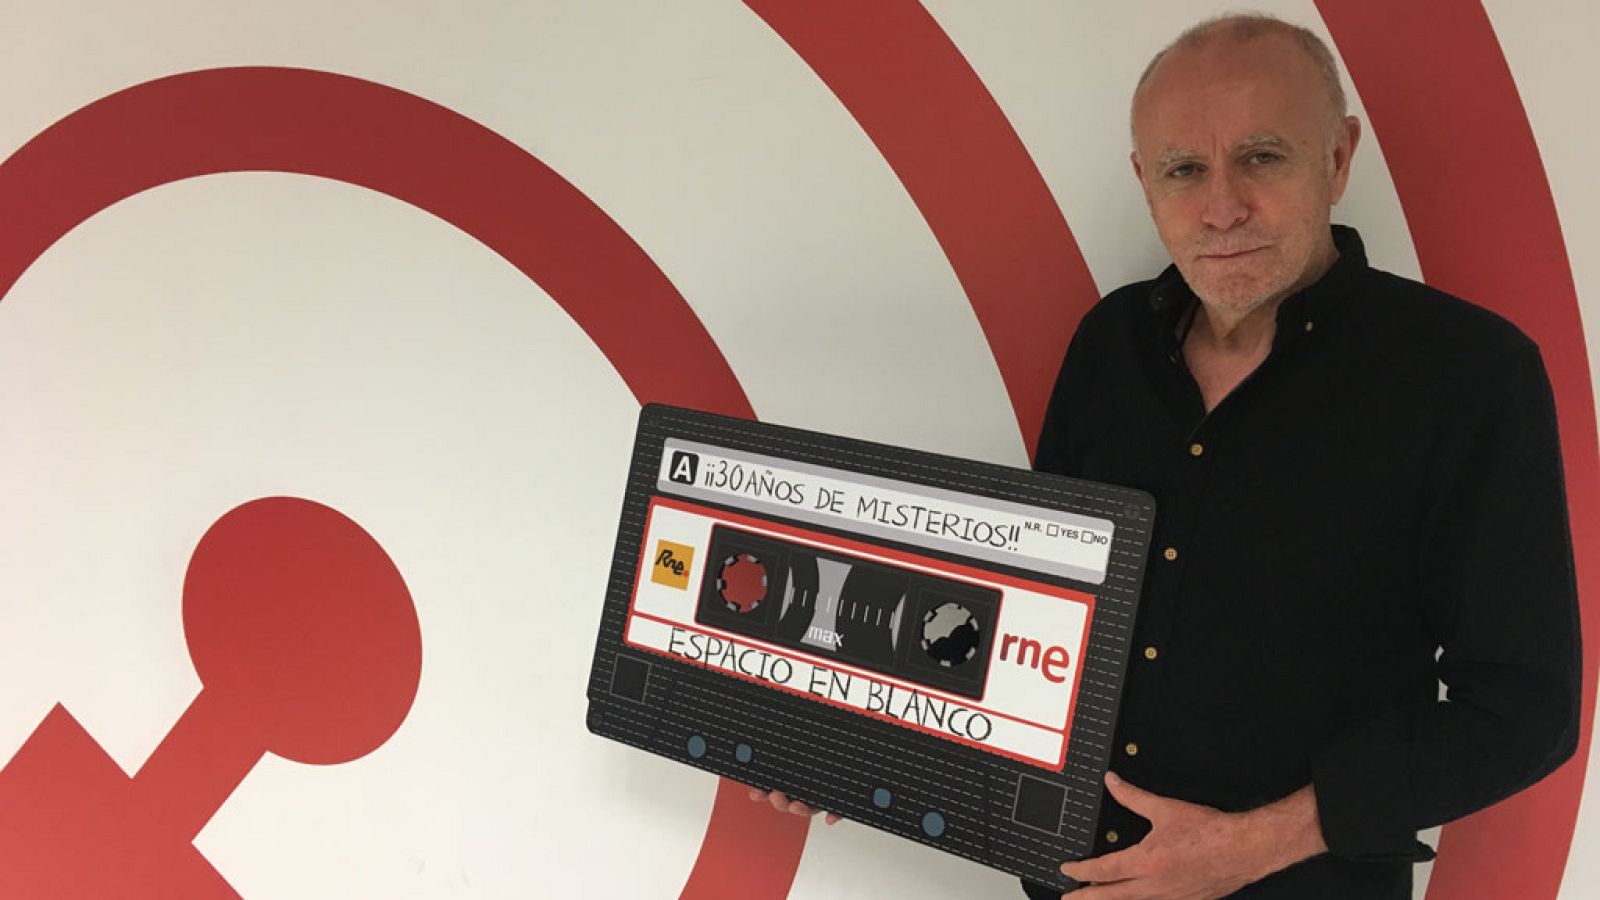 A ¡¡30 AÑOS DE MISTERIOS!!
N.R. YES NO
Rne
max
rne
ESPACIO EN BLANCO